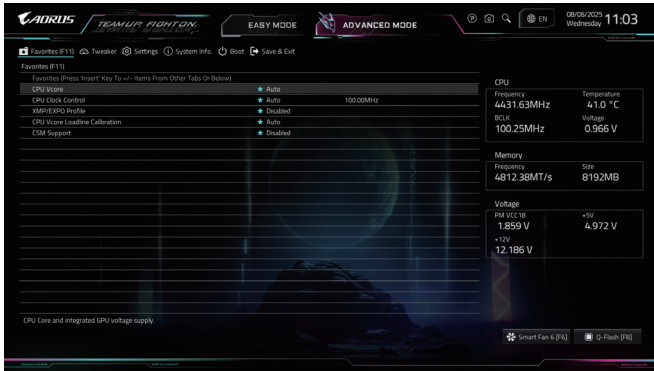 AORUS
TEAM UP. FIGHT ON.
EASY MODE
ADVANCED MODE
EN
08/06/2025
Wednesday
11:03
Favorites (F11)
Tweaker
Settings
System Info.
Boot
Save & Exit
Favorites (F11)
Favorites (Press 'Insert' Key To +/- Items From Other Tabs Or Below)
CPU Vcore ★ Auto
CPU Clock Control ★ Auto 100.00MHz
XMP/EXPO Profile ★ Disabled
CPU Vcore Loadline Calibration ★ Auto
CSM Support ★ Disabled
CPU
Frequency Temperature
4431.63MHz 41.0 °C
BCLK Voltage
100.25MHz 0.966 V
Memory
Frequency Size
4812.38MT/s 8192MB
Voltage
PM VCC18 +5V
1.859 V 4.972 V
+12V
12.186 V
CPU Core and integrated GPU voltage supply.
Smart Fan 6 [F6]
Q-Flash [F8]